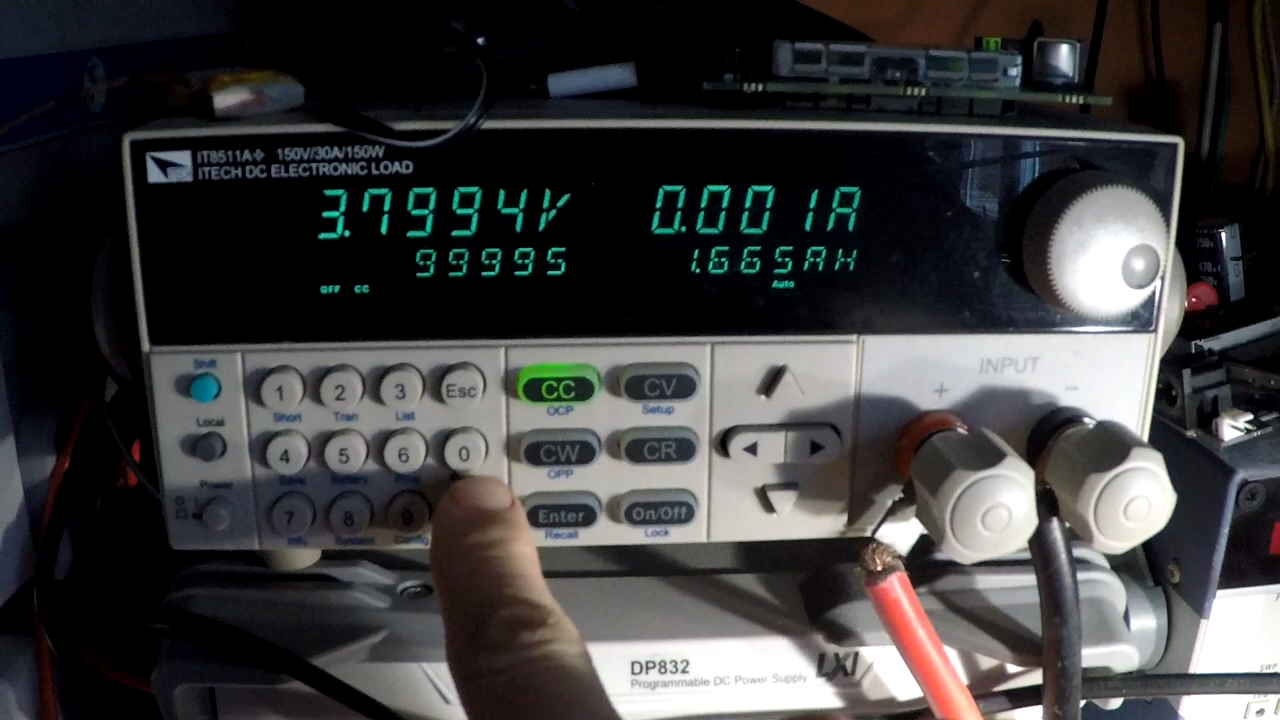 IT8511A+ 150V/30A/150W
ITECH DC ELECTRONIC LOAD
3.7994V 0.001A
99995 1.665AH
OFF CC Auto
INPUT
+ −
Shift
Local
Power
1 2 3 Esc
Short Tran List
4 5 6 0
Save Battery Prog
7 8 9
Info System Config
CC CV
OCP Setup
CW CR
OPP
Enter On/Off
Recall Lock
DP832
Programmable DC Power Supply
LXI